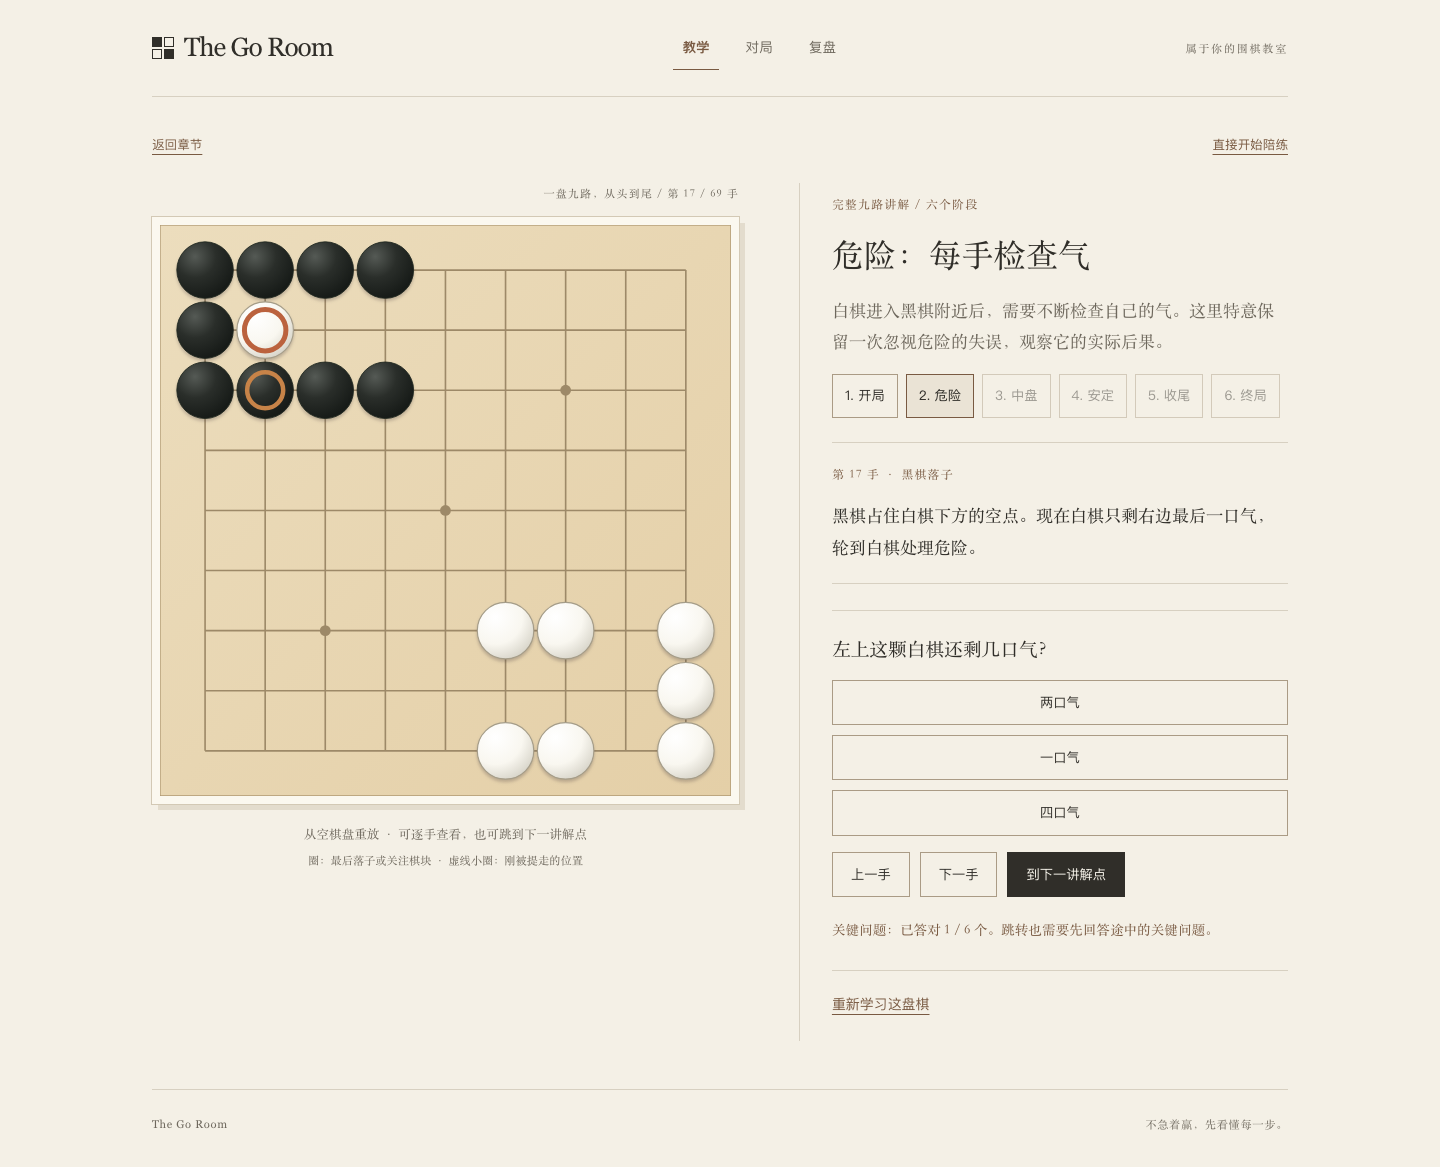 The Go Room
教学
对局
复盘
属于你的围棋教室
返回章节
直接开始陪练
一盘九路，从头到尾 / 第 17 / 69 手
完整九路讲解 / 六个阶段
危险：每手检查气
白棋进入黑棋附近后，需要不断检查自己的气。这里特意保
留一次忽视危险的失误，观察它的实际后果。
1. 开局
2. 危险
3. 中盘
4. 安定
5. 收尾
6. 终局
第 17 手 · 黑棋落子
黑棋占住白棋下方的空点。现在白棋只剩右边最后一口气，
轮到白棋处理危险。
左上这颗白棋还剩几口气？
两口气
一口气
四口气
上一手
下一手
到下一讲解点
关键问题：已答对 1 / 6 个。跳转也需要先回答途中的关键问题。
重新学习这盘棋
从空棋盘重放 · 可逐手查看，也可跳到下一讲解点
圈：最后落子或关注棋块 · 虚线小圈：刚被提走的位置
The Go Room
不急着赢，先看懂每一步。